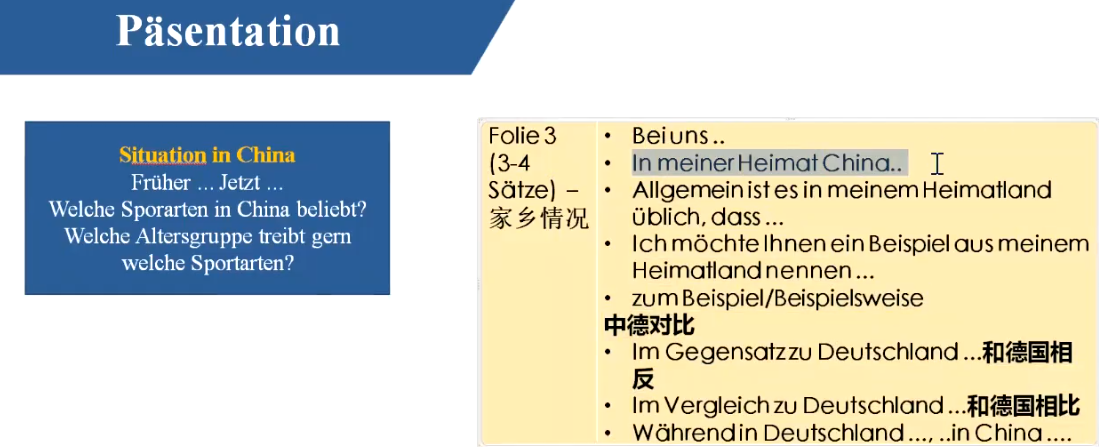 Päsentation
Situation in China
Früher ... Jetzt ...
Welche Sporarten in China beliebt?
Welche Altersgruppe treibt gern
welche Sportarten?
Folie 3
(3-4
Sätze) –
家乡情况
• Bei uns ..
• In meiner Heimat China..
• Allgemein ist es in meinem Heimatland
üblich, dass ...
• Ich möchte Ihnen ein Beispiel aus meinem
Heimatland nennen ...
• zum Beispiel/Beispielsweise
中德对比
• Im Gegensatz zu Deutschland ...和德国相
反
• Im Vergleich zu Deutschland ...和德国相比
• Während in Deutschland ..., ..in China ....